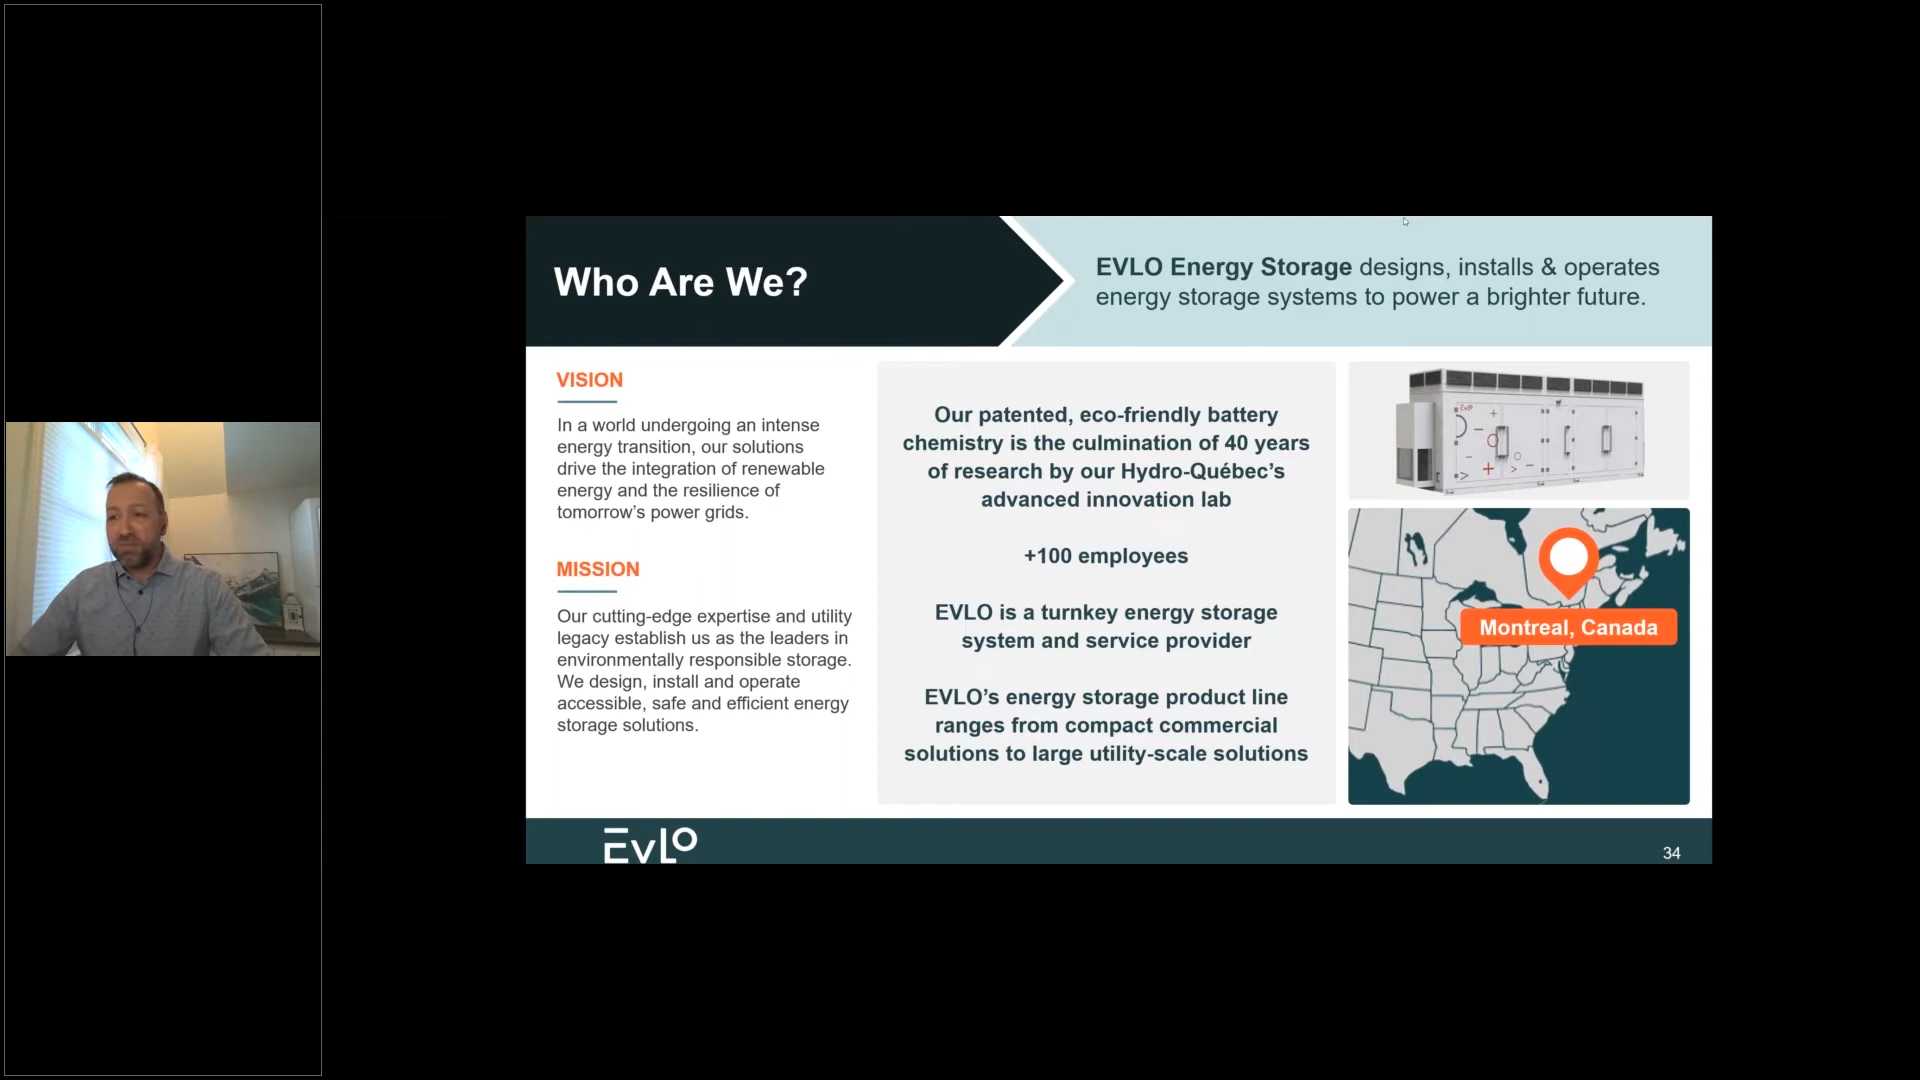 Who Are We?
EVLO Energy Storage designs, installs & operates
energy storage systems to power a brighter future.
VISION
In a world undergoing an intense
energy transition, our solutions
drive the integration of renewable
energy and the resilience of
tomorrow's power grids.
MISSION
Our cutting-edge expertise and utility
legacy establish us as the leaders in
environmentally responsible storage.
We design, install and operate
accessible, safe and efficient energy
storage solutions.
Our patented, eco-friendly battery
chemistry is the culmination of 40 years
of research by our Hydro-Québec's
advanced innovation lab
+100 employees
EVLO is a turnkey energy storage
system and service provider
EVLO's energy storage product line
ranges from compact commercial
solutions to large utility-scale solutions
EVLO
Montreal, Canada
EVLO
34